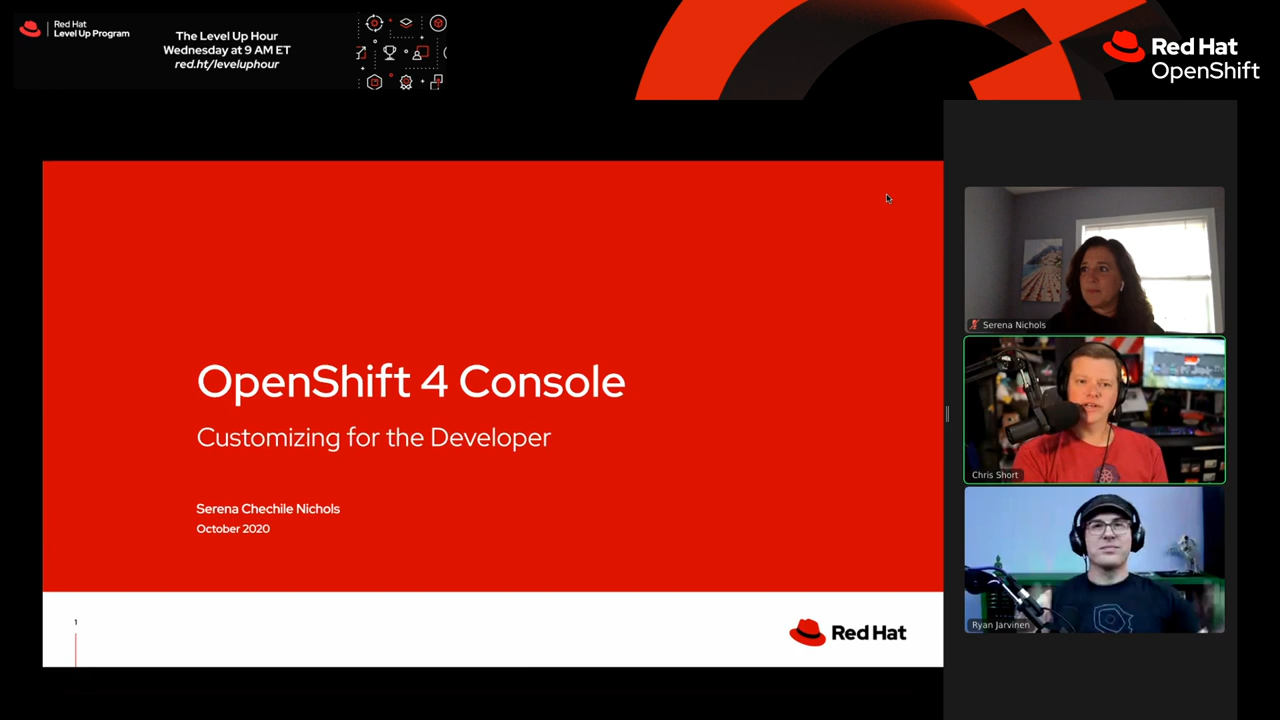 Red Hat
Level Up Program
The Level Up Hour
Wednesday at 9 AM ET
red.ht/leveluphour
Red Hat
OpenShift
OpenShift 4 Console
Customizing for the Developer
Serena Chechile Nichols
October 2020
1
Red Hat
Serena Nichols
Chris Short
Ryan Jarvinen